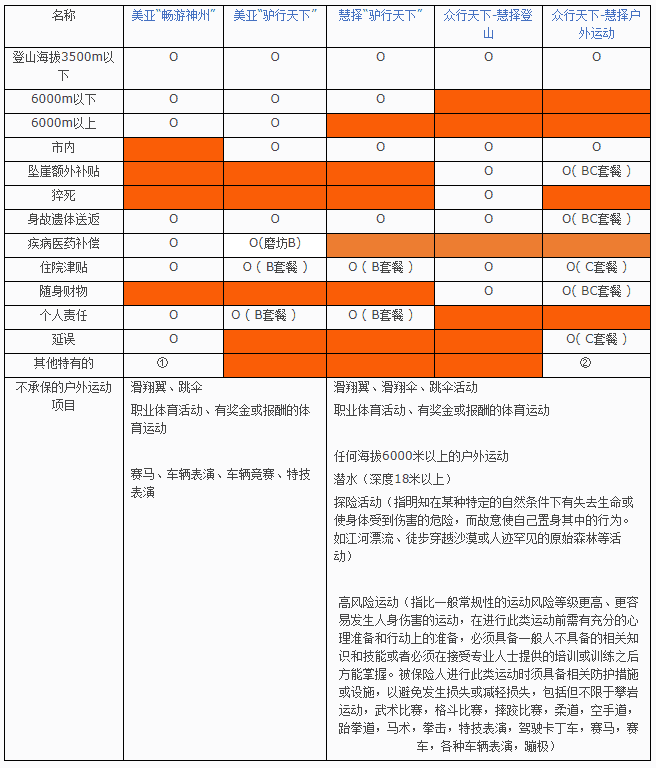 名称 美亚“畅游神州” 美亚“驴行天下” 慧择“驴行天下” 众行天下-慧择登 众行天下-慧择户
山 外运动
登山海拔3500m以 O O O O O
下
6000m以下 O O O
6000m以上 O O
市内 O O O O
坠崖额外补贴 O O( BC套餐 )
猝死 O
身故遗体送返 O O O O O( BC套餐 )
疾病医药补偿 O O(磨坊B)
住院津贴 O O ( B套餐 ) O ( B套餐 ) O O( C套餐 )
随身财物 O O( BC套餐 )
个人责任 O O ( B套餐 ) O ( B套餐 )
延误 O O( C套餐 )
其他特有的 ① ②
不承保的户外运动
项目
滑翔翼、跳伞
职业体育活动、有奖金或报酬的体
育运动
赛马、车辆表演、车辆竞赛、特技
表演
滑翔翼、滑翔伞、跳伞活动
职业体育活动、有奖金或报酬的体育运动
任何海拔6000米以上的户外运动
潜水（深度18米以上）
探险活动（指明知在某种特定的自然条件下有失去生命或
使身体受到伤害的危险，而故意使自己置身其中的行为。
如江河漂流、徒步穿越沙漠或人迹罕见的原始森林等活
动）
高风险运动（指比一般常规性的运动风险等级更高、更容
易发生人身伤害的运动，在进行此类运动前需有充分的心
理准备和行动上的准备，必须具备一般人不具备的相关知
识和技能或者必须在接受专业人士提供的培训或训练之后
方能掌握。被保险人进行此类运动时须具备相关防护措施
或设施，以避免发生损失或减轻损失，包括但不限于攀岩
运动，武术比赛，格斗比赛，摔跤比赛，柔道，空手道，
跆拳道，马术，拳击，特技表演，驾驶卡丁车，赛马，赛
车，各种车辆表演，蹦极）